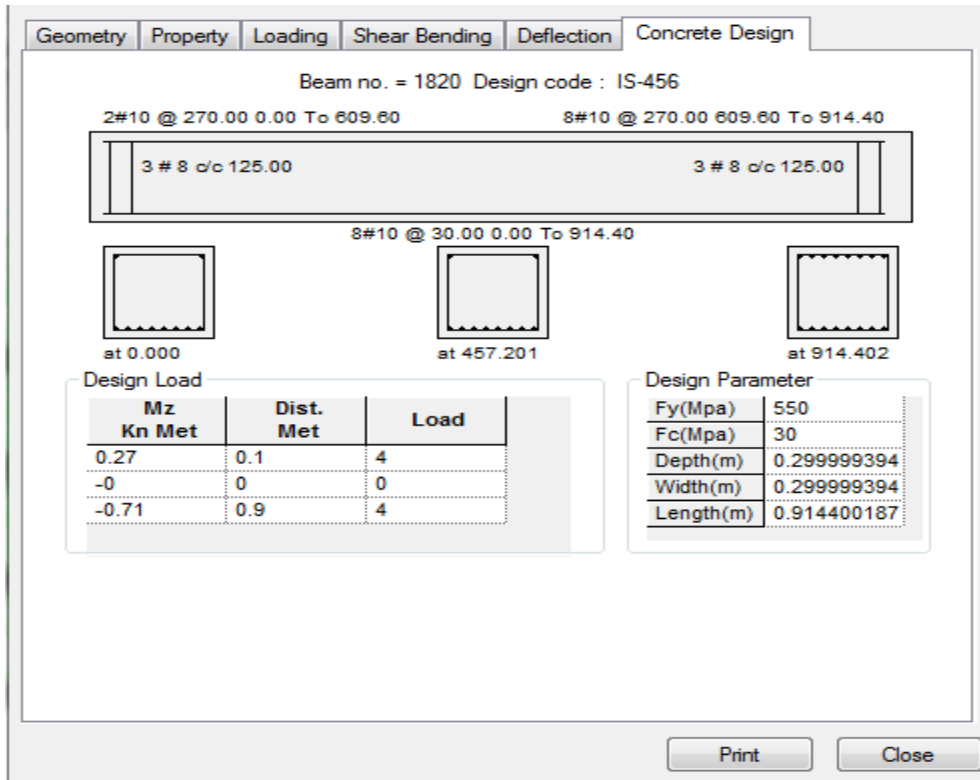 Geometry Property Loading Shear Bending Deflection Concrete Design
Beam no. = 1820 Design code : IS-456
2#10 @ 270.00 0.00 To 609.60 8#10 @ 270.00 609.60 To 914.40
3 # 8 c/c 125.00 3 # 8 c/c 125.00
8#10 @ 30.00 0.00 To 914.40
at 0.000 at 457.201 at 914.402
Design Load Design Parameter
Mz Dist. Load
Kn Met Met
0.27 0.1 4
-0 0 0
-0.71 0.9 4
Fy(Mpa) 550
Fc(Mpa) 30
Depth(m) 0.299999394
Width(m) 0.299999394
Length(m) 0.914400187
Print Close